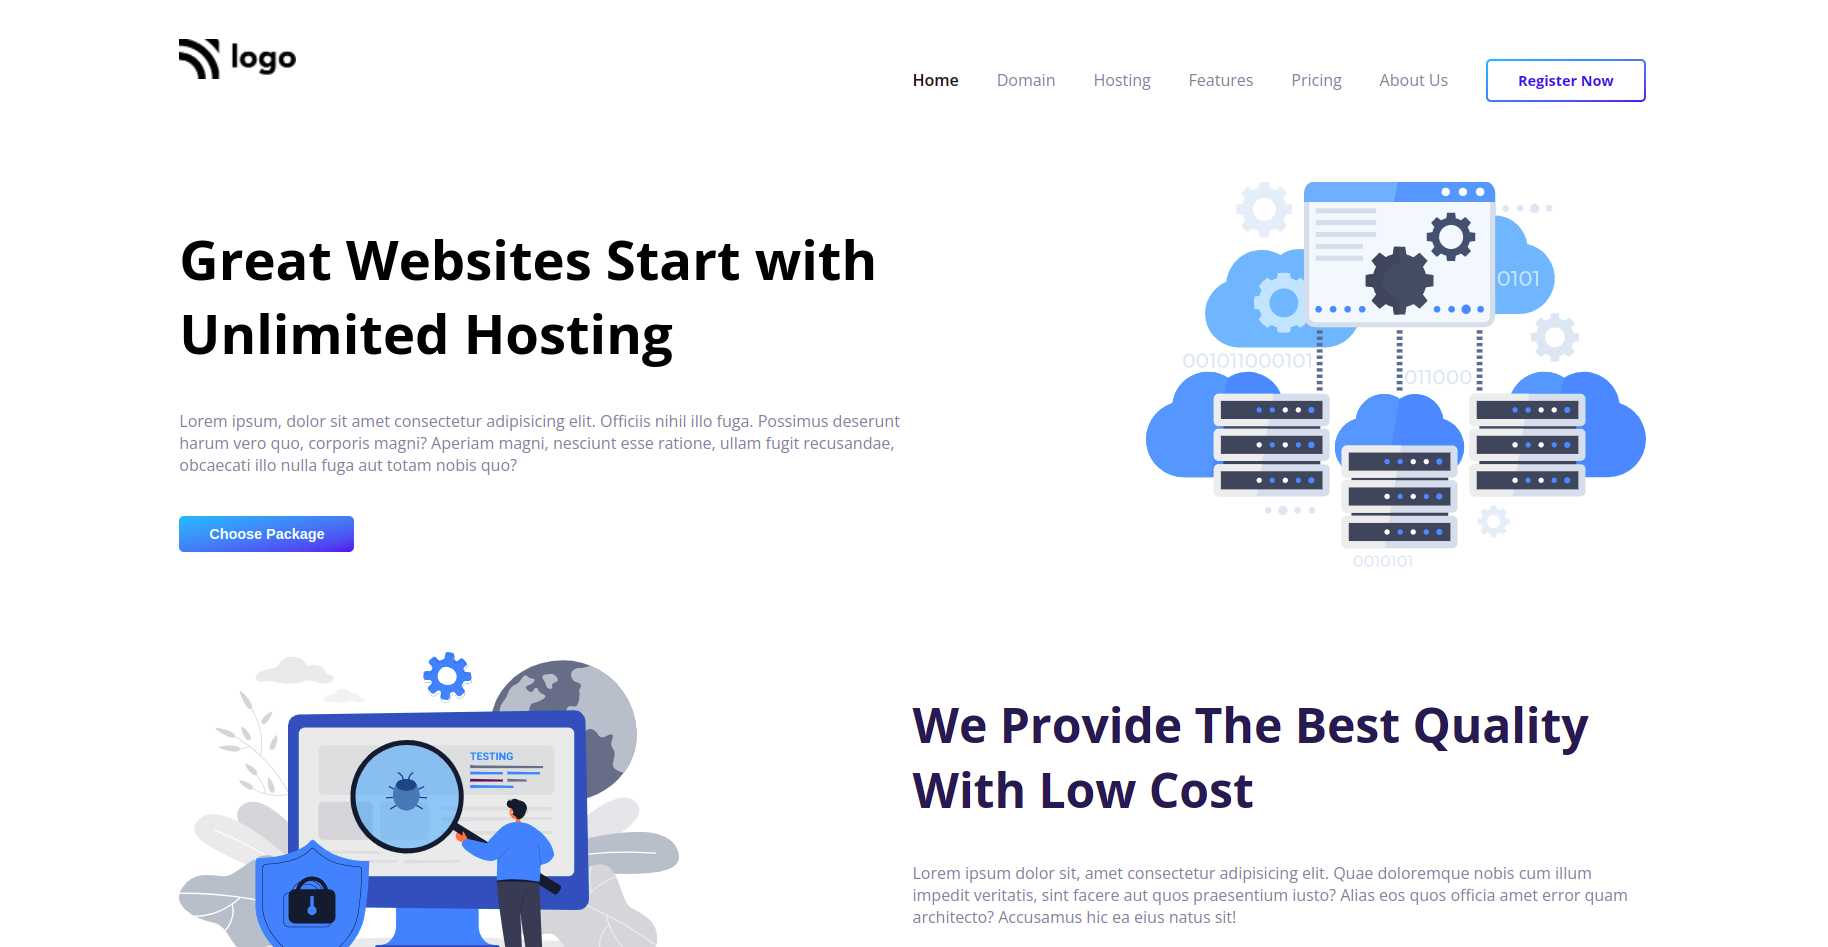 logo
Home Domain Hosting Features Pricing About Us Register Now
Great Websites Start with
Unlimited Hosting
Lorem ipsum, dolor sit amet consectetur adipisicing elit. Officiis nihil illo fuga. Possimus deserunt
harum vero quo, corporis magni? Aperiam magni, nesciunt esse ratione, ullam fugit recusandae,
obcaecati illo nulla fuga aut totam nobis quo?
Choose Package
0101
001011000101
011000
0010101
TESTING
We Provide The Best Quality
With Low Cost
Lorem ipsum dolor sit, amet consectetur adipisicing elit. Quae doloremque nobis cum illum
impedit veritatis, sint facere aut quos praesentium iusto? Alias eos quos officia amet error quam
architecto? Accusamus hic ea eius natus sit!